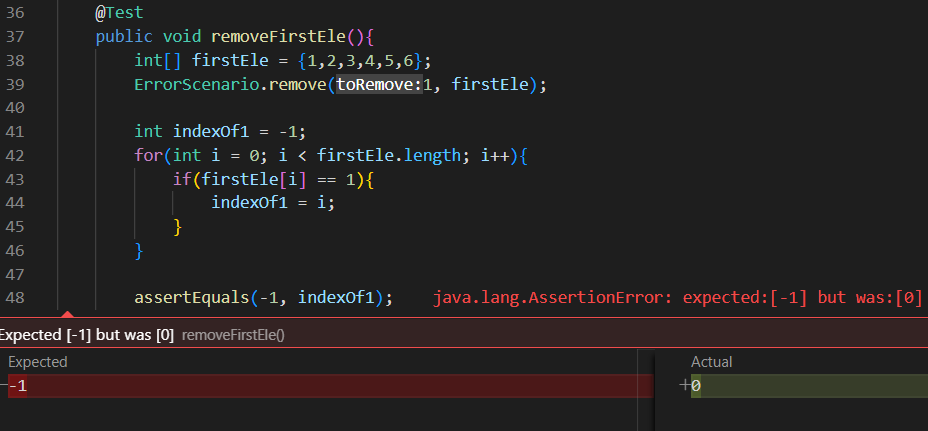 36 @Test
37 public void removeFirstEle(){
38 int[] firstEle = {1,2,3,4,5,6};
39 ErrorScenario.remove(toRemove:1, firstEle);
40
41 int indexOf1 = -1;
42 for(int i = 0; i < firstEle.length; i++){
43 if(firstEle[i] == 1){
44 indexOf1 = i;
45 }
46 }
47
48 assertEquals(-1, indexOf1); java.lang.AssertionError: expected:[-1] but was:[0]
Expected [-1] but was [0] removeFirstEle()
Expected Actual
-1 +0